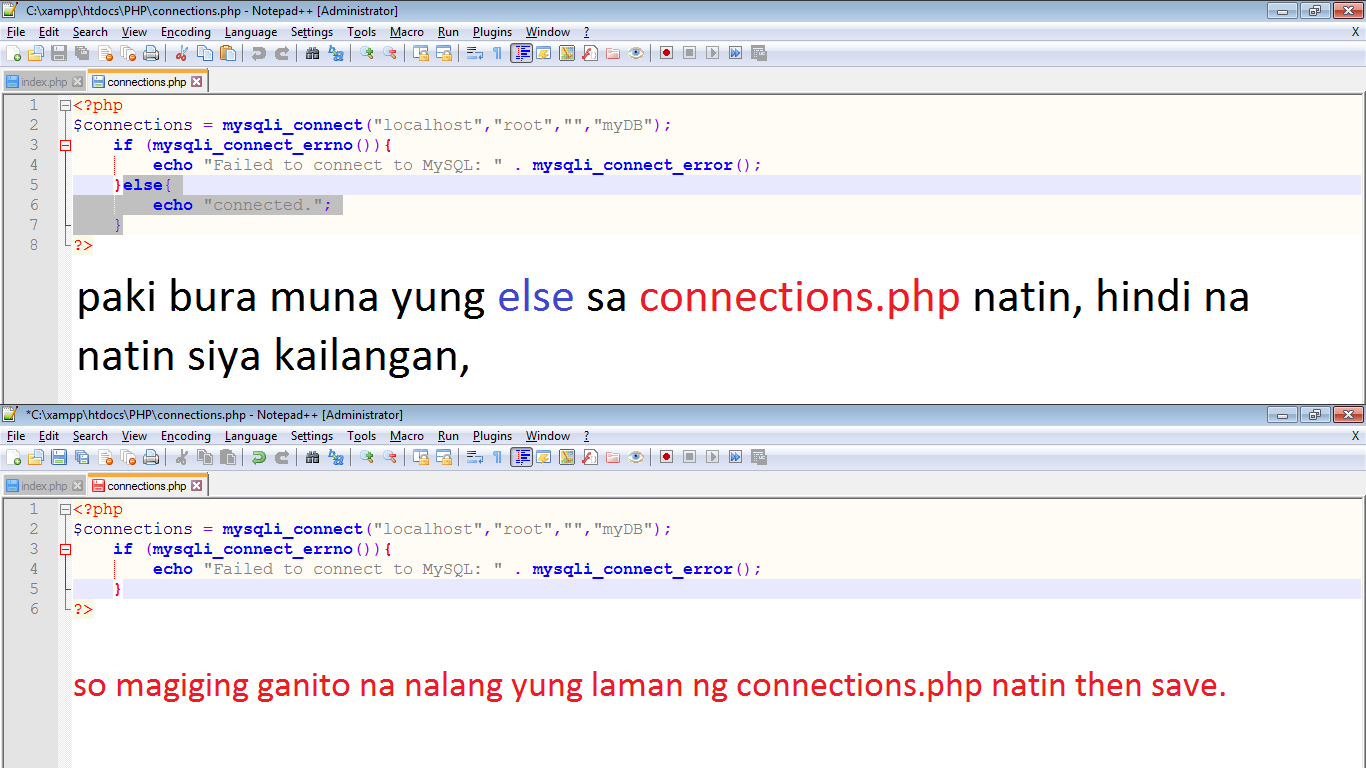 C:\xampp\htdocs\PHP\connections.php - Notepad++ [Administrator]
File Edit Search View Encoding Language Settings Tools Macro Run Plugins Window ? X
index.php connections.php
1 <?php
2 $connections = mysqli_connect("localhost","root","","myDB");
3 if (mysqli_connect_errno()){
4 echo "Failed to connect to MySQL: " . mysqli_connect_error();
5 }else{
6 echo "connected.";
7 }
8 ?>
paki bura muna yung else sa connections.php natin, hindi na
natin siya kailangan,
*C:\xampp\htdocs\PHP\connections.php - Notepad++ [Administrator]
File Edit Search View Encoding Language Settings Tools Macro Run Plugins Window ? X
index.php connections.php
1 <?php
2 $connections = mysqli_connect("localhost","root","","myDB");
3 if (mysqli_connect_errno()){
4 echo "Failed to connect to MySQL: " . mysqli_connect_error();
5 }
6 ?>
so magiging ganito na nalang yung laman ng connections.php natin then save.